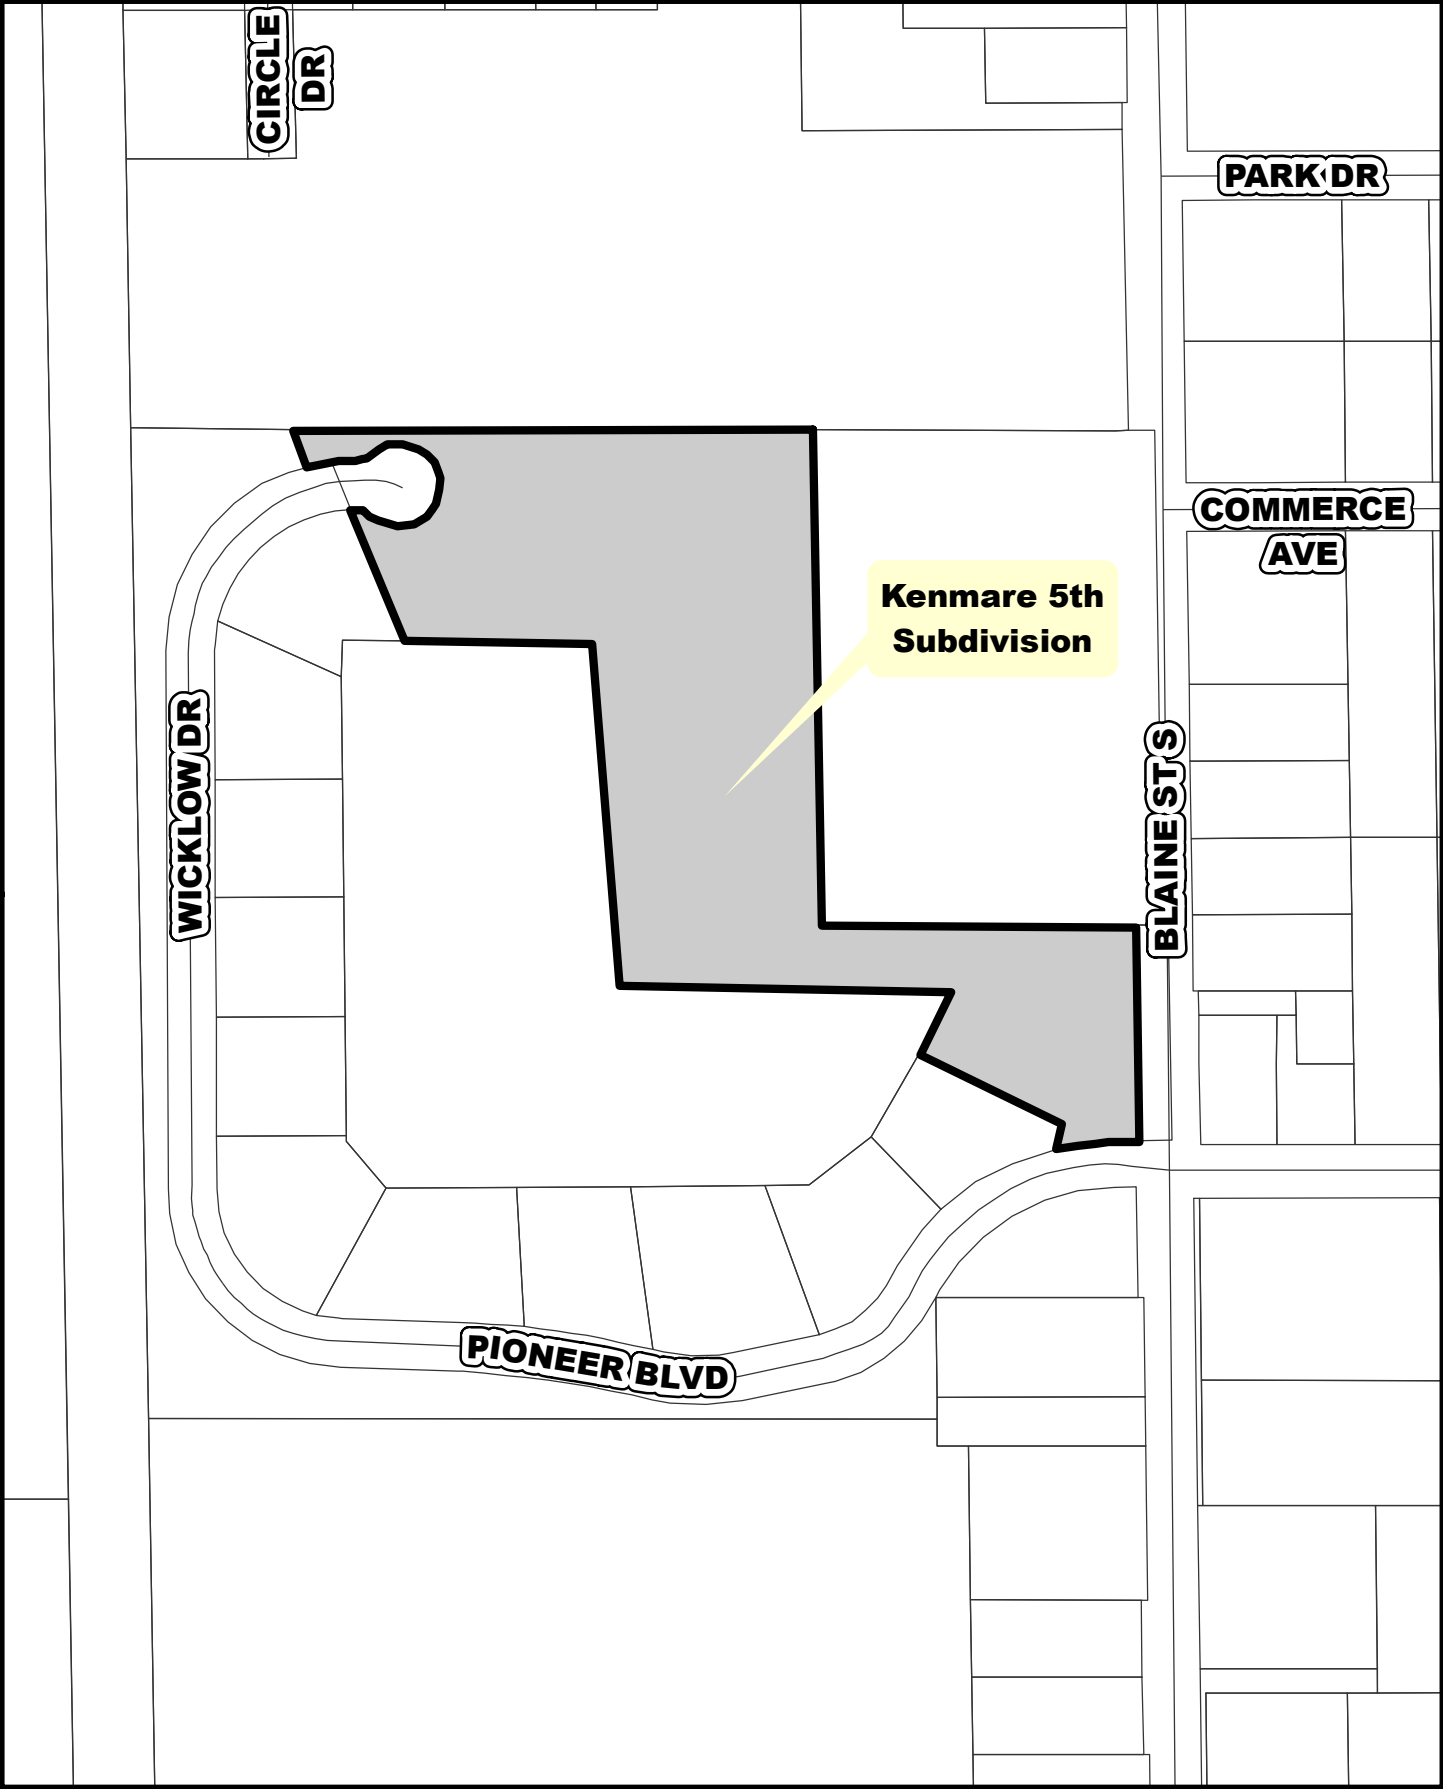 CIRCLE
DR
PARK DR
COMMERCE
AVE
Kenmare 5th
Subdivision
WICKLOW DR
BLAINE ST S
PIONEER BLVD